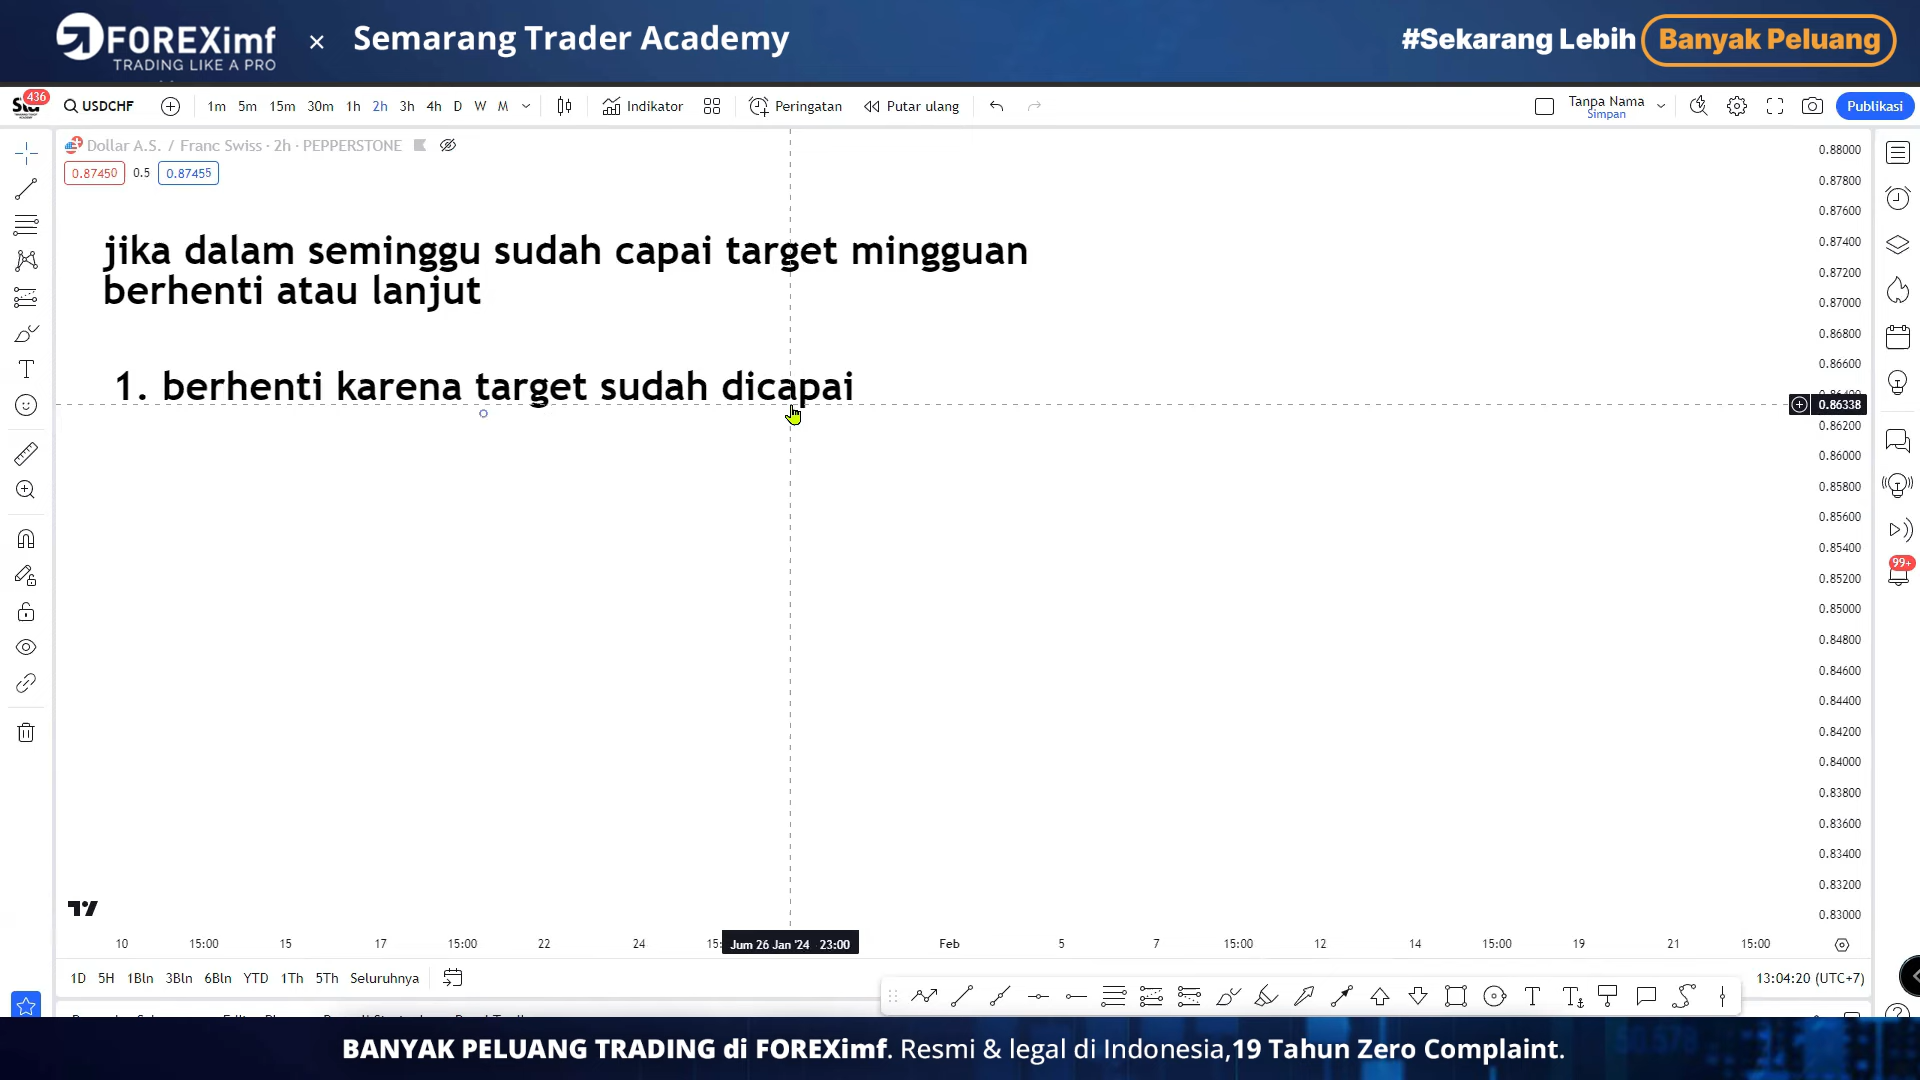 FOREXimf × Semarang Trader Academy #Sekarang Lebih Banyak Peluang
TRADING LIKE A PRO
436 USDCHF 1m 5m 15m 30m 1h 2h 3h 4h D W M Indikator Peringatan Putar ulang Tanpa Nama Publikasi
Simpan
Dollar A.S. / Franc Swiss · 2h · PEPPERSTONE
0.87450 0.5 0.87455
jika dalam seminggu sudah capai target mingguan
berhenti atau lanjut
1. berhenti karena target sudah dicapai
0.88000
0.87800
0.87600
0.87400
0.87200
0.87000
0.86800
0.86600
0.86338
0.86200
0.86000
0.85800
0.85600
0.85400
99+
0.85200
0.85000
0.84800
0.84600
0.84400
0.84200
0.84000
0.83800
0.83600
0.83400
0.83200
0.83000
10 15:00 15 17 15:00 22 24 Jum 26 Jan '24 23:00 Feb 5 7 15:00 12 14 15:00 19 21 15:00
1D 5H 1Bln 3Bln 6Bln YTD 1Th 5Th Seluruhnya 13:04:20 (UTC+7)
BANYAK PELUANG TRADING di FOREXimf. Resmi & legal di Indonesia,19 Tahun Zero Complaint.